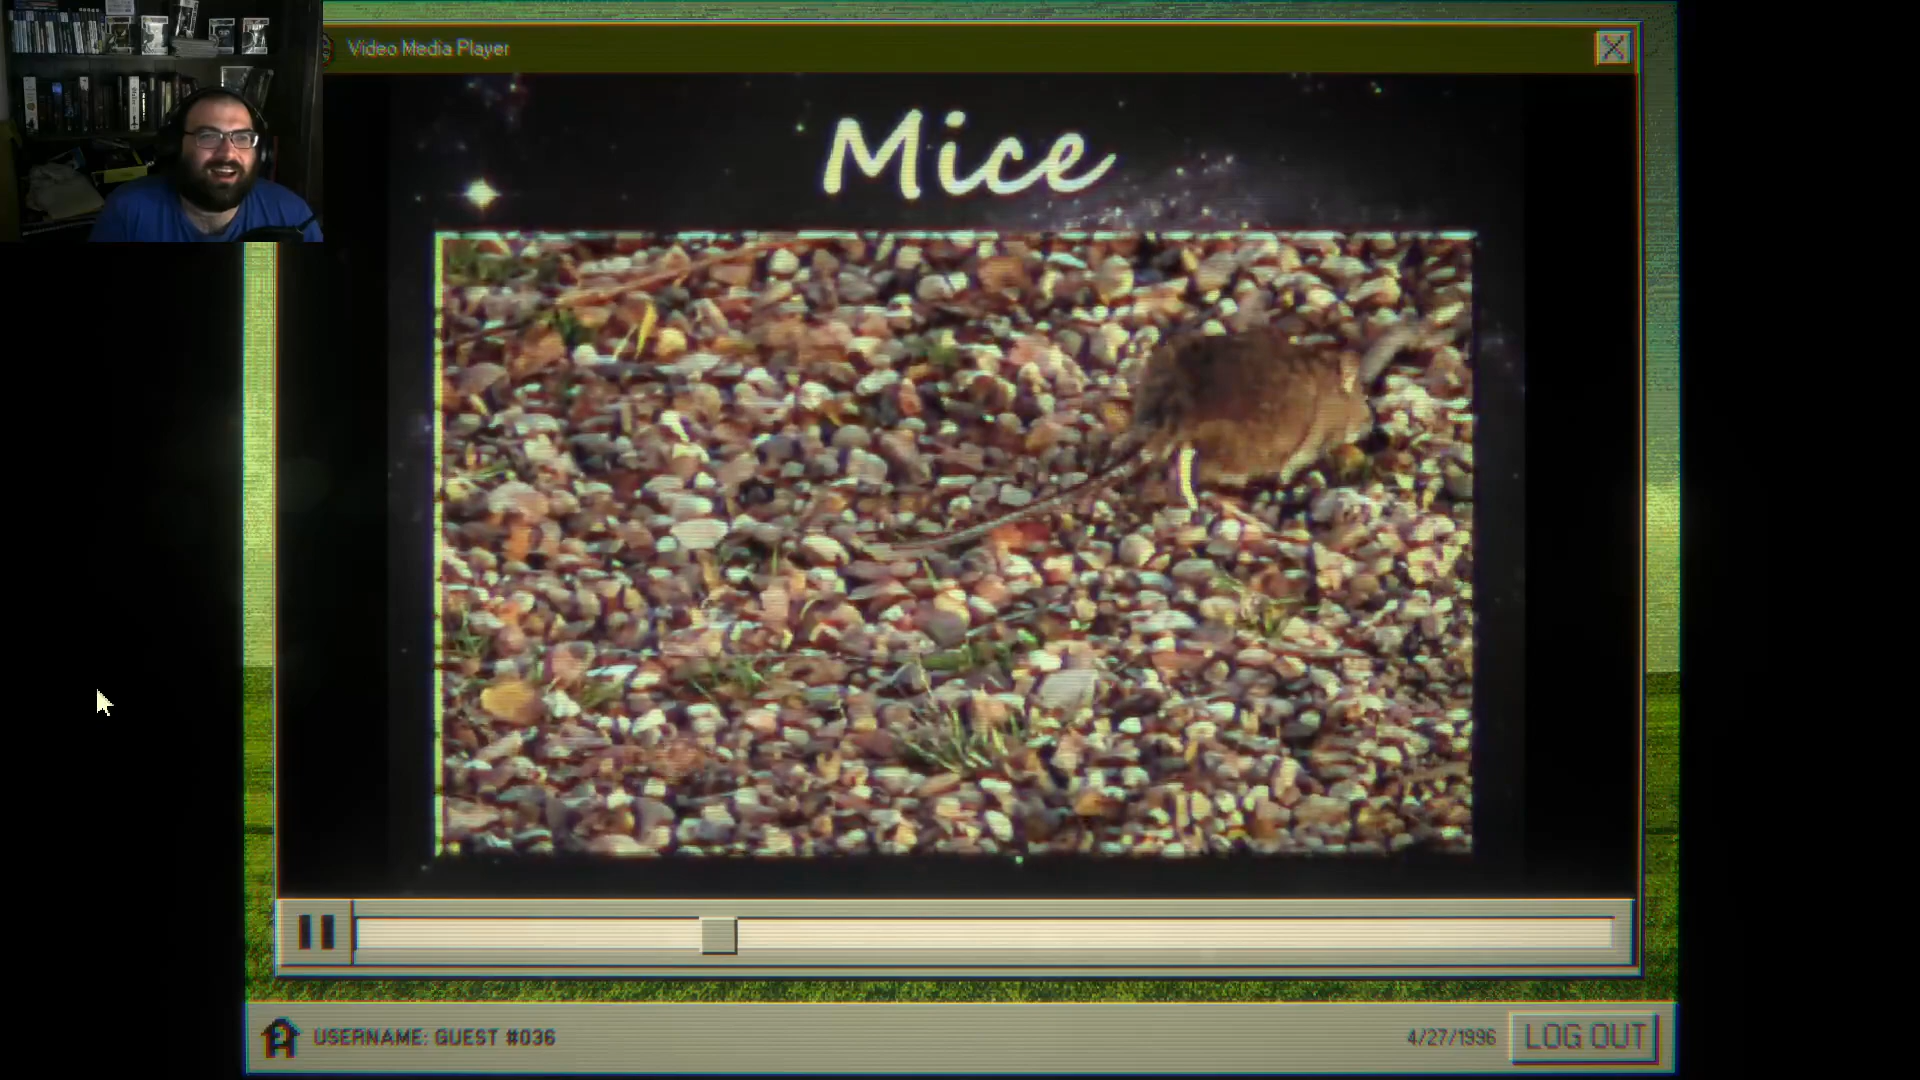 Video Media Player
Mice
USERNAME: GUEST #036
4/27/1996
LOG OUT